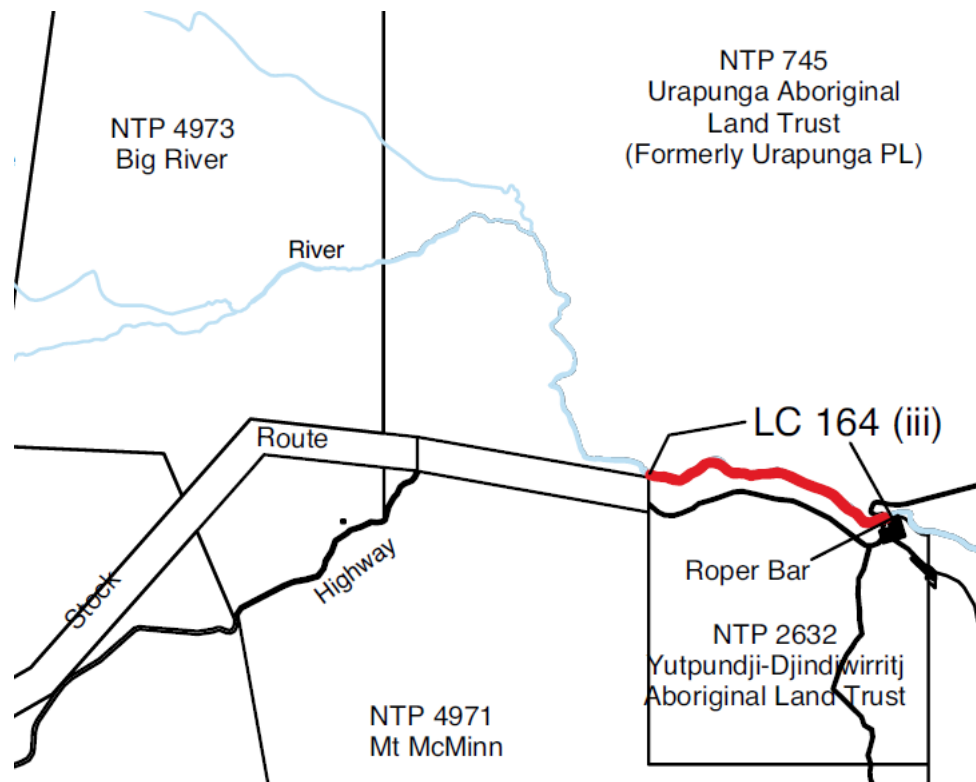 NTP 745
Urapunga Aboriginal
Land Trust
(Formerly Urapunga PL)
NTP 4973
Big River
River
LC 164 (iii)
Route
Roper Bar
Highway
Stock
NTP 2632
Yutpundji-Djindiwirritj
Aboriginal Land Trust
NTP 4971
Mt McMinn